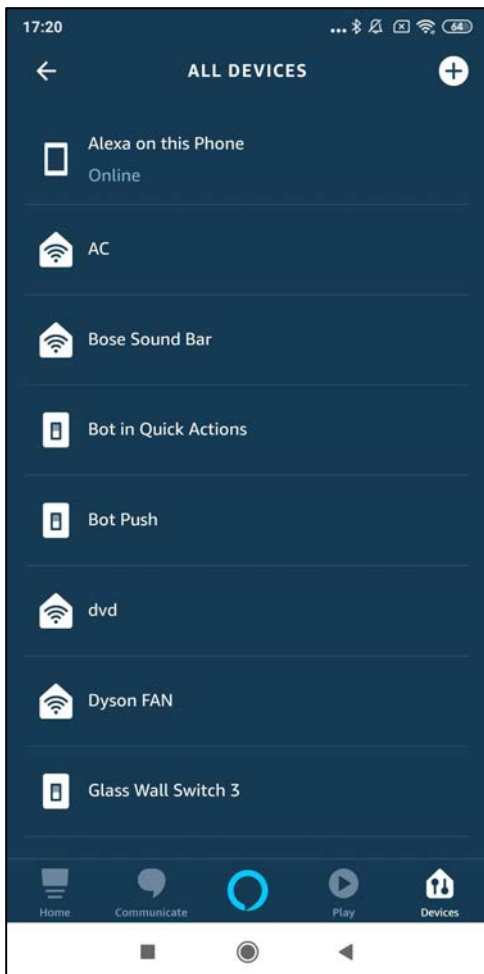 17:20
64
ALL DEVICES
Alexa on this Phone
Online
AC
Bose Sound Bar
Bot in Quick Actions
Bot Push
dvd
Dyson FAN
Glass Wall Switch 3
Home Communicate Play Devices